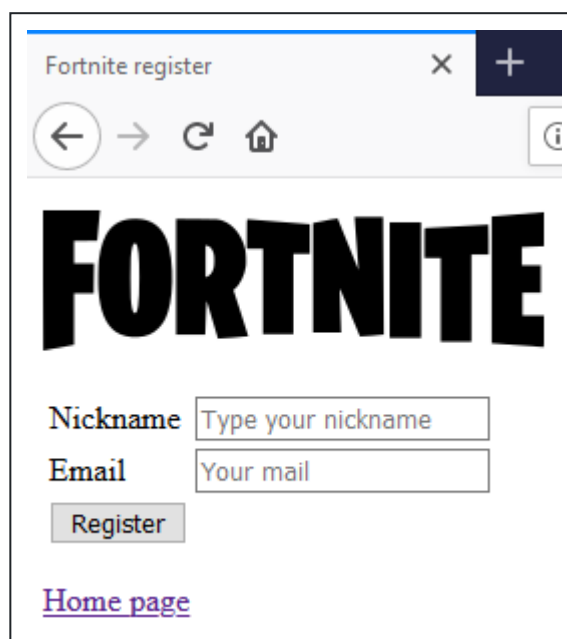 Fortnite register
FORTNITE
Nickname Type your nickname
Email Your mail
Register
Home page